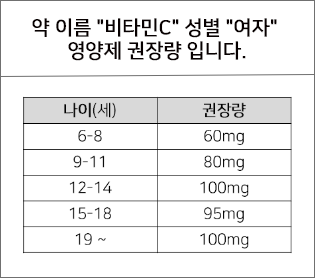 약 이름 "비타민C" 성별 "여자"
영양제 권장량 입니다.
나이(세) 권장량
6-8 60mg
9-11 80mg
12-14 100mg
15-18 95mg
19 ~ 100mg